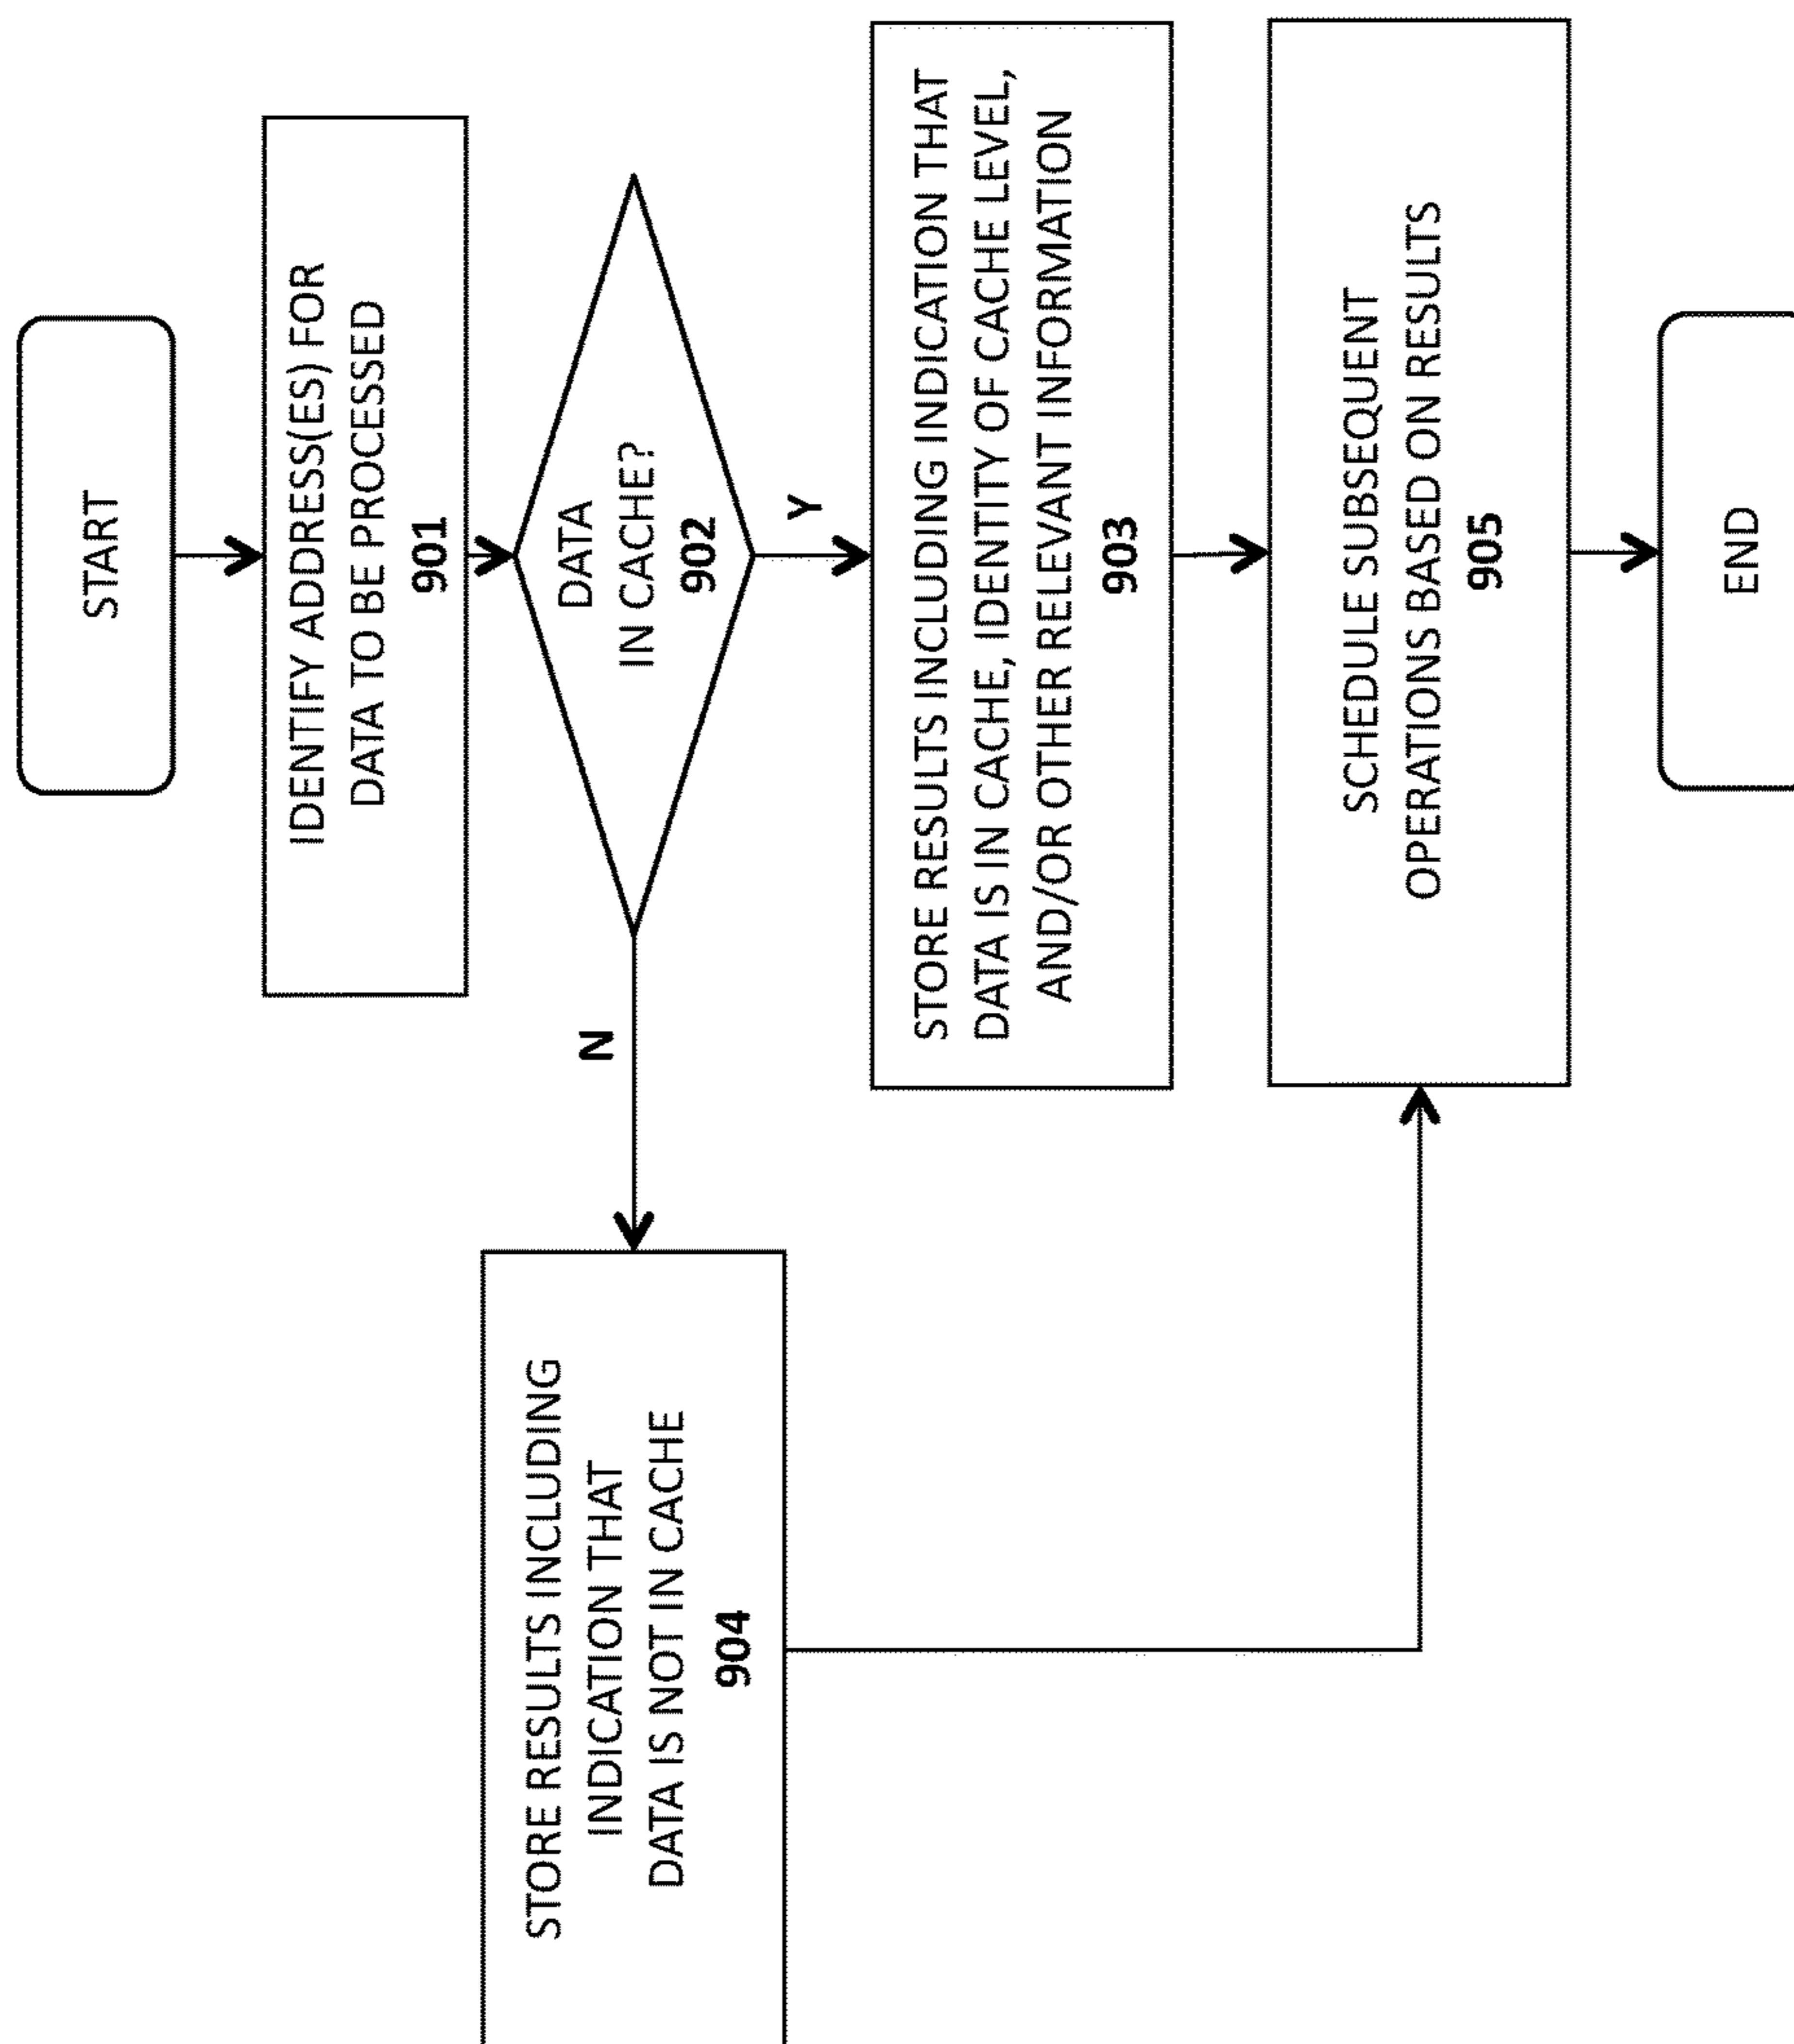 START
IDENTIFY ADDRESS(ES) FOR
DATA TO BE PROCESSED
901
DATA
IN CACHE?
902
N
Y
STORE RESULTS INCLUDING
INDICATION THAT
DATA IS NOT IN CACHE
904
STORE RESULTS INCLUDING INDICATION THAT
DATA IS IN CACHE, IDENTITY OF CACHE LEVEL,
AND/OR OTHER RELEVANT INFORMATION
903
SCHEDULE SUBSEQUENT
OPERATIONS BASED ON RESULTS
905
END